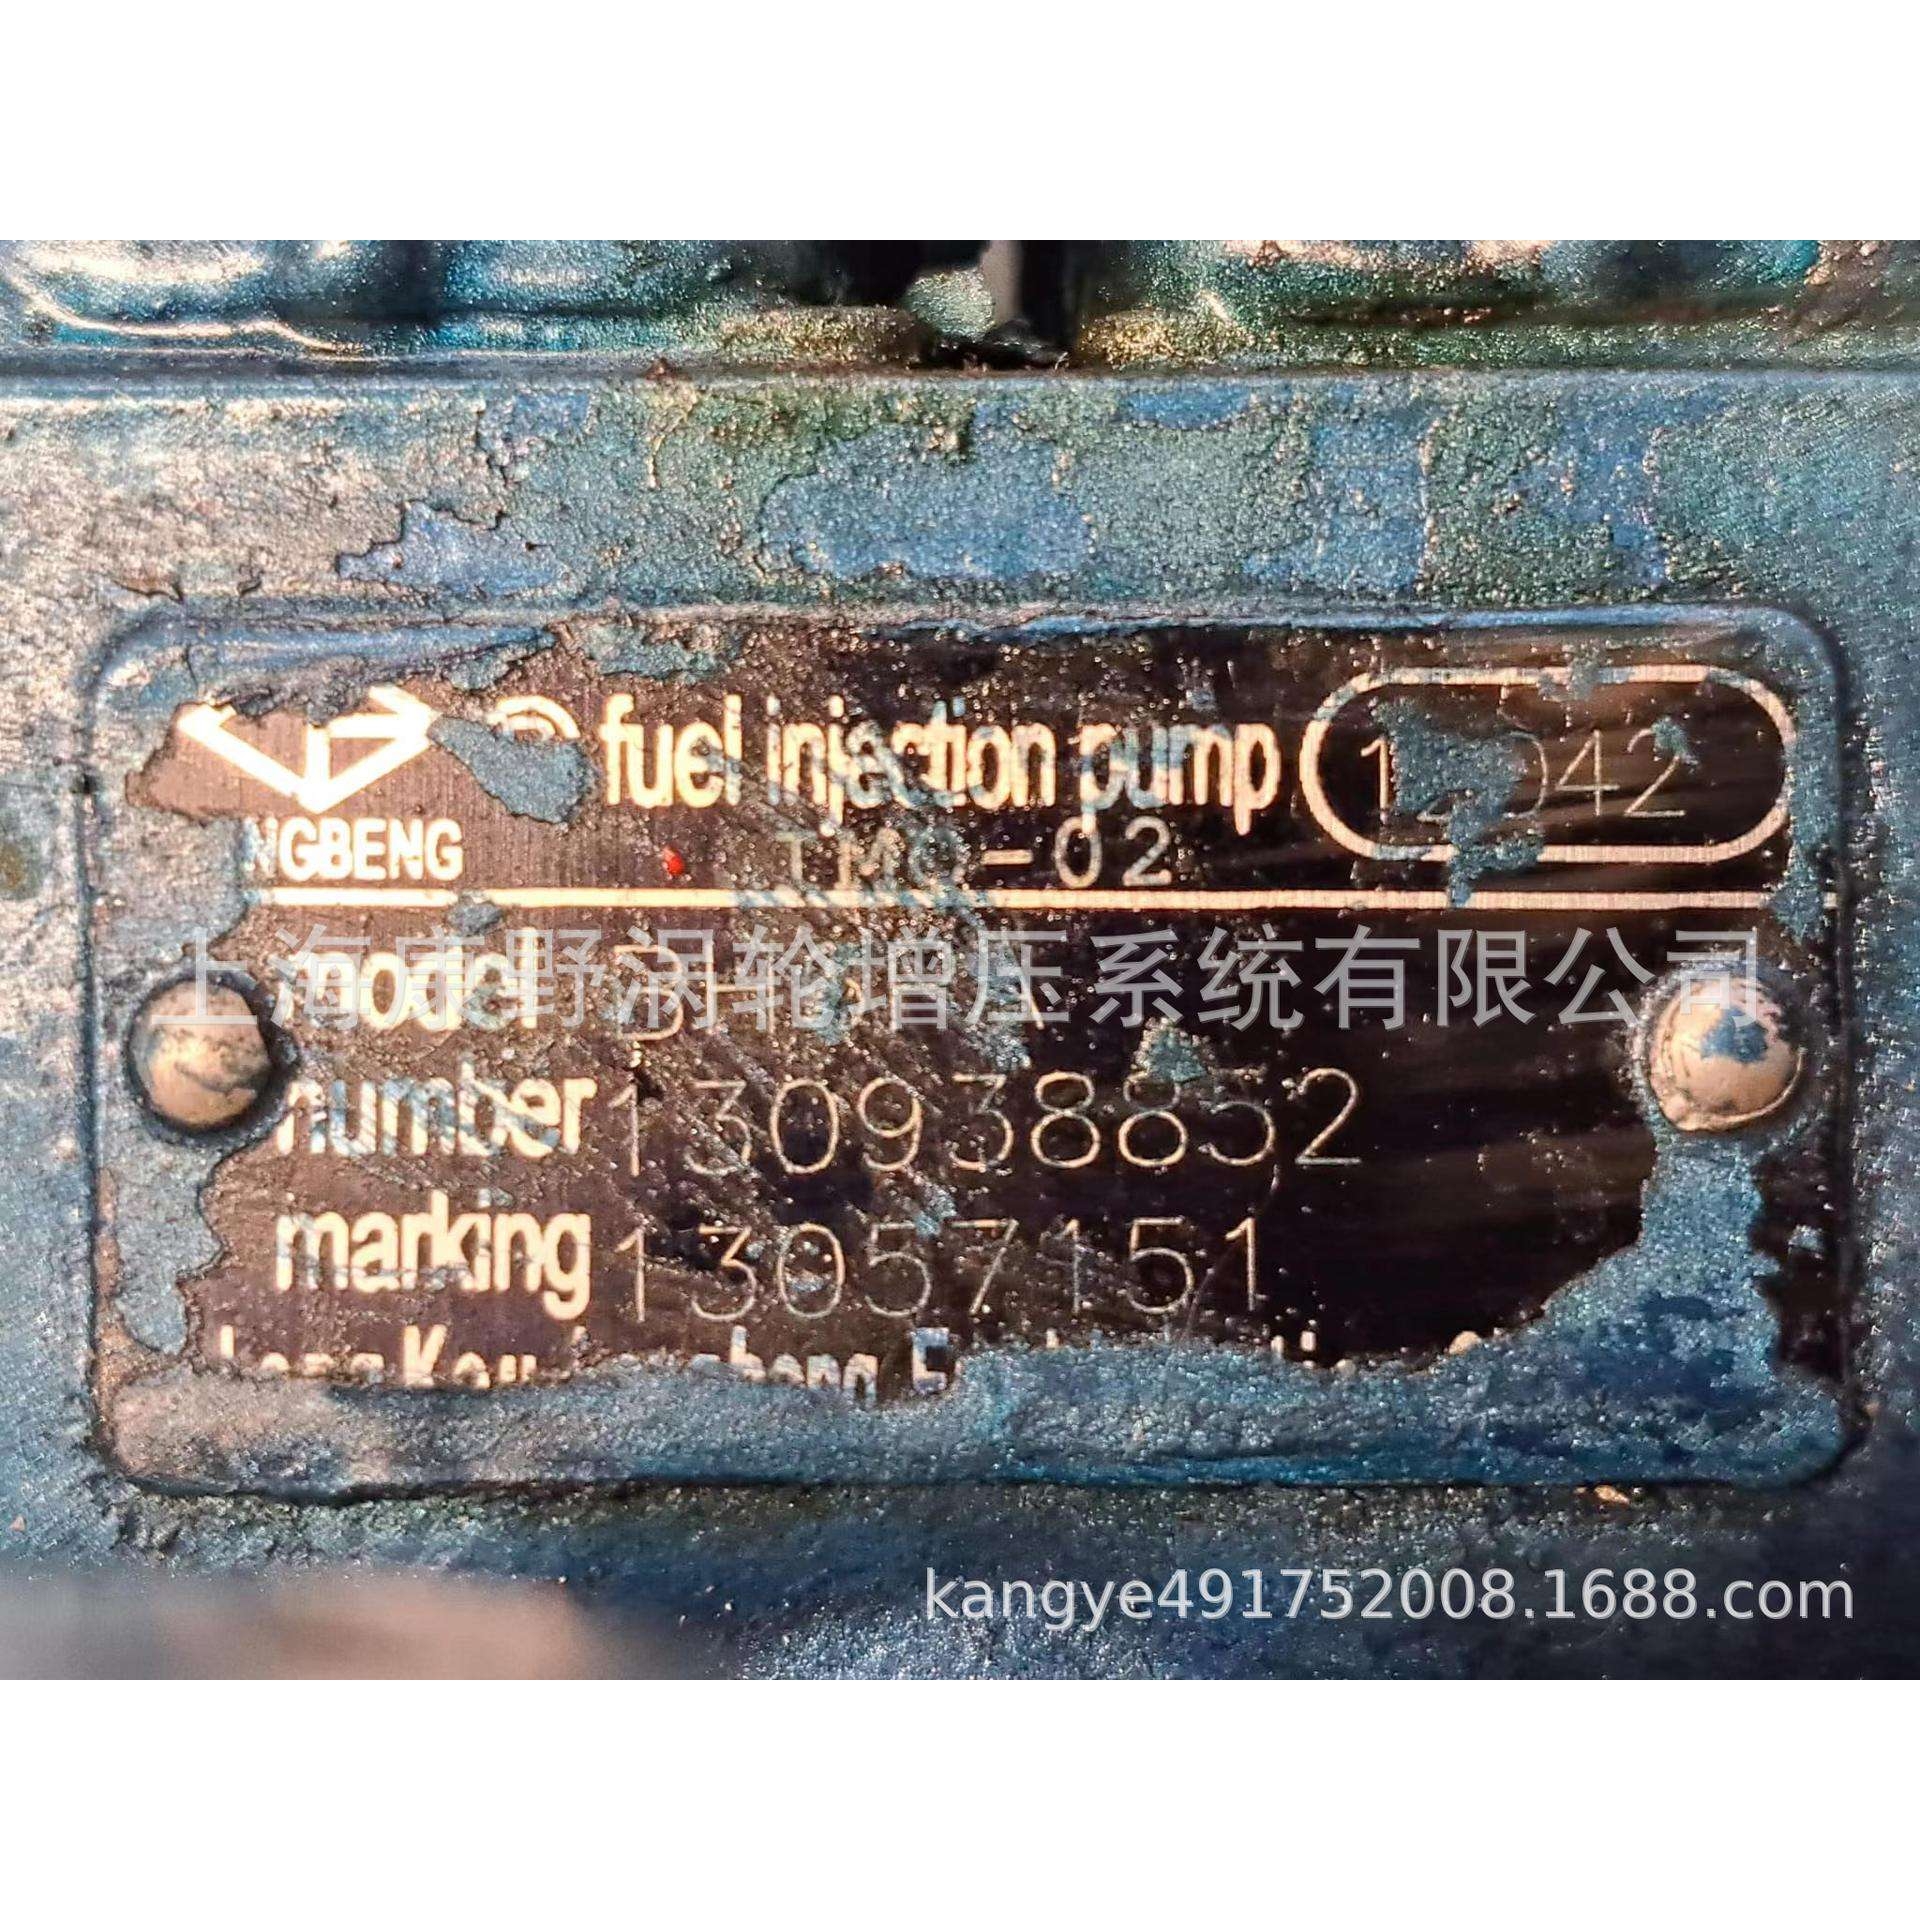 fuel injection pump
NGBENG
-02
model
上海康野涡轮增压系统有限公司
number 130938852
marking 13057151
kangye491752008.1688.com